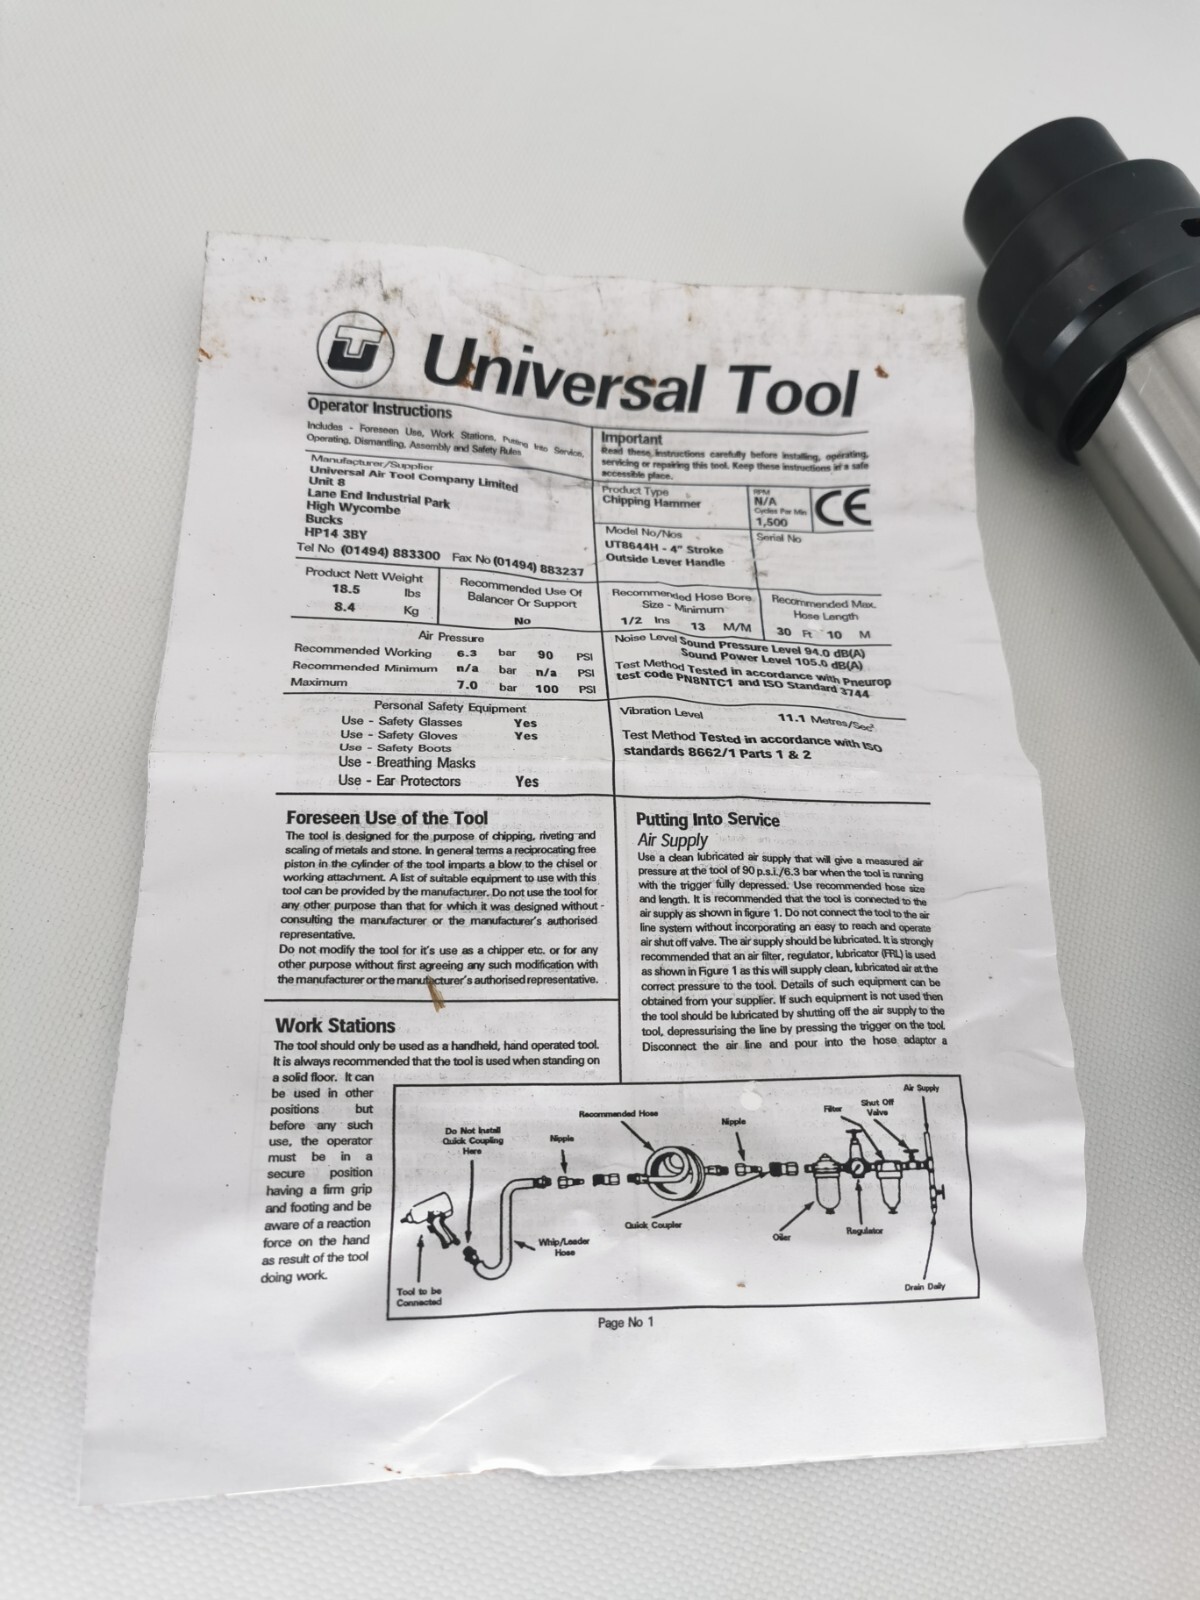 UT Universal Tool
Operator Instructions
Includes - Foreseen Use, Work Stations, Putting Into Service,
Operating, Dismantling, Assembly and Safety Rules
Manufacturer/Supplier
Universal Air Tool Company Limited
Unit 8
Lane End Industrial Park
High Wycombe
Bucks
HP14 3BY
Tel No (01494) 883300 Fax No (01494) 883237
Important
Read these instructions carefully before installing, operating,
servicing or repairing this tool. Keep these instructions in a safe
accessible place.
Product Type
Chipping Hammer
RPM
N/A
Cycles Per Min
1,500
CE
Model No/Nos
UT8644H - 4" Stroke
Outside Lever Handle
Serial No
Product Nett Weight
18.5 lbs
8.4 Kg
Recommended Use Of
Balancer Or Support
No
Recommended Hose Bore
Size - Minimum
1/2 Ins 13 M/M
Recommended Max.
Hose Length
30 Ft 10 M
Air Pressure
Recommended Working 6.3 bar 90 PSI
Recommended Minimum n/a bar n/a PSI
Maximum 7.0 bar 100 PSI
Noise Level Sound Pressure Level 94.0 dB(A)
Sound Power Level 105.0 dB(A)
Test Method Tested in accordance with Pneurop
test code PN8NTC1 and ISO Standard 3744
Personal Safety Equipment
Use - Safety Glasses Yes
Use - Safety Gloves Yes
Use - Safety Boots
Use - Breathing Masks
Use - Ear Protectors Yes
Vibration Level 11.1 Metres/Sec²
Test Method Tested in accordance with ISO
standards 8662/1 Parts 1 & 2
Foreseen Use of the Tool
The tool is designed for the purpose of chipping, riveting and
scaling of metals and stone. In general terms a reciprocating free
piston in the cylinder of the tool imparts a blow to the chisel or
working attachment. A list of suitable equipment to use with this
tool can be provided by the manufacturer. Do not use the tool for
any other purpose than that for which it was designed without
consulting the manufacturer or the manufacturer's authorised
representative.
Do not modify the tool for it's use as a chipper etc. or for any
other purpose without first agreeing any such modification with
the manufacturer or the manufacturer's authorised representative.
Work Stations
The tool should only be used as a handheld, hand operated tool.
It is always recommended that the tool is used when standing on
a solid floor. It can
be used in other
positions but
before any such
use, the operator
must be in a
secure position
having a firm grip
and footing and be
aware of a reaction
force on the hand
as result of the tool
doing work.
Putting Into Service
Air Supply
Use a clean lubricated air supply that will give a measured air
pressure at the tool of 90 p.s.i./6.3 bar when the tool is running
with the trigger fully depressed. Use recommended hose size
and length. It is recommended that the tool is connected to the
air supply as shown in figure 1. Do not connect the tool to the air
line system without incorporating an easy to reach and operate
air shut off valve. The air supply should be lubricated. It is strongly
recommended that an air filter, regulator, lubricator (FRL) is used
as shown in Figure 1 as this will supply clean, lubricated air at the
correct pressure to the tool. Details of such equipment can be
obtained from your supplier. If such equipment is not used then
the tool should be lubricated by shutting off the air supply to the
tool, depressurising the line by pressing the trigger on the tool.
Disconnect the air line and pour into the hose adaptor a
Air Supply
Shut Off
Valve
Filter
Nipple
Recommended Hose
Nipple
Do Not Install
Quick Coupling
Here
Quick Coupler
Oiler
Regulator
Whip/Leader
Hose
Tool to be
Connected
Drain Daily
Page No 1